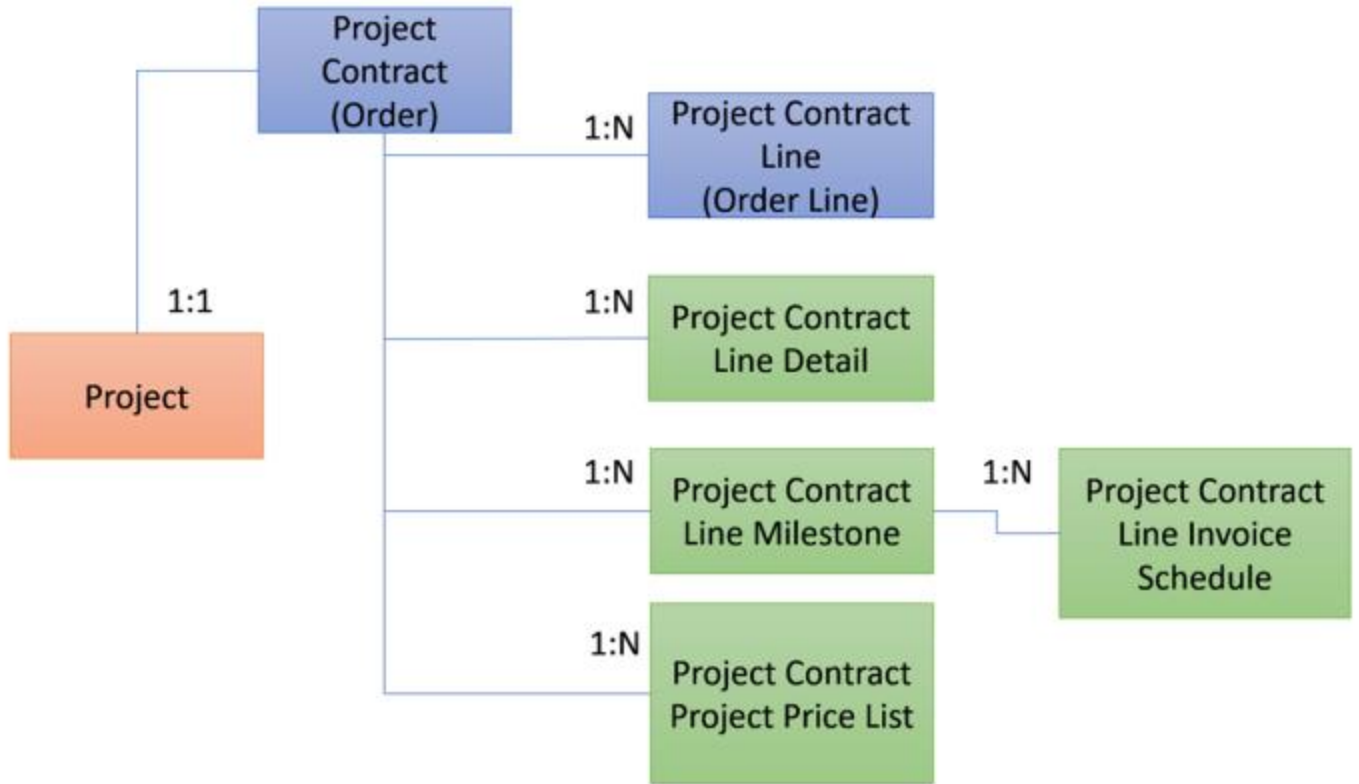 Project
Contract
(Order)
1:N
Project Contract
Line
(Order Line)
1:1
Project
1:N
Project Contract
Line Detail
1:N
Project Contract
Line Milestone
1:N
Project Contract
Line Invoice
Schedule
1:N
Project Contract
Project Price List